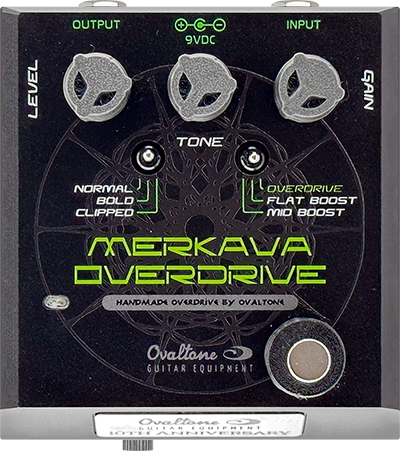 OUTPUT
9VDC
INPUT
LEVEL
GAIN
TONE
NORMAL
BOLD
CLIPPED
OVERDRIVE
FLAT BOOST
MID BOOST
MERKAVA
OVERDRIVE
HANDMADE OVERDRIVE BY OVALTONE
Ovaltone
GUITAR EQUIPMENT
Ovaltone
GUITAR EQUIPMENT
10TH ANNIVERSARY